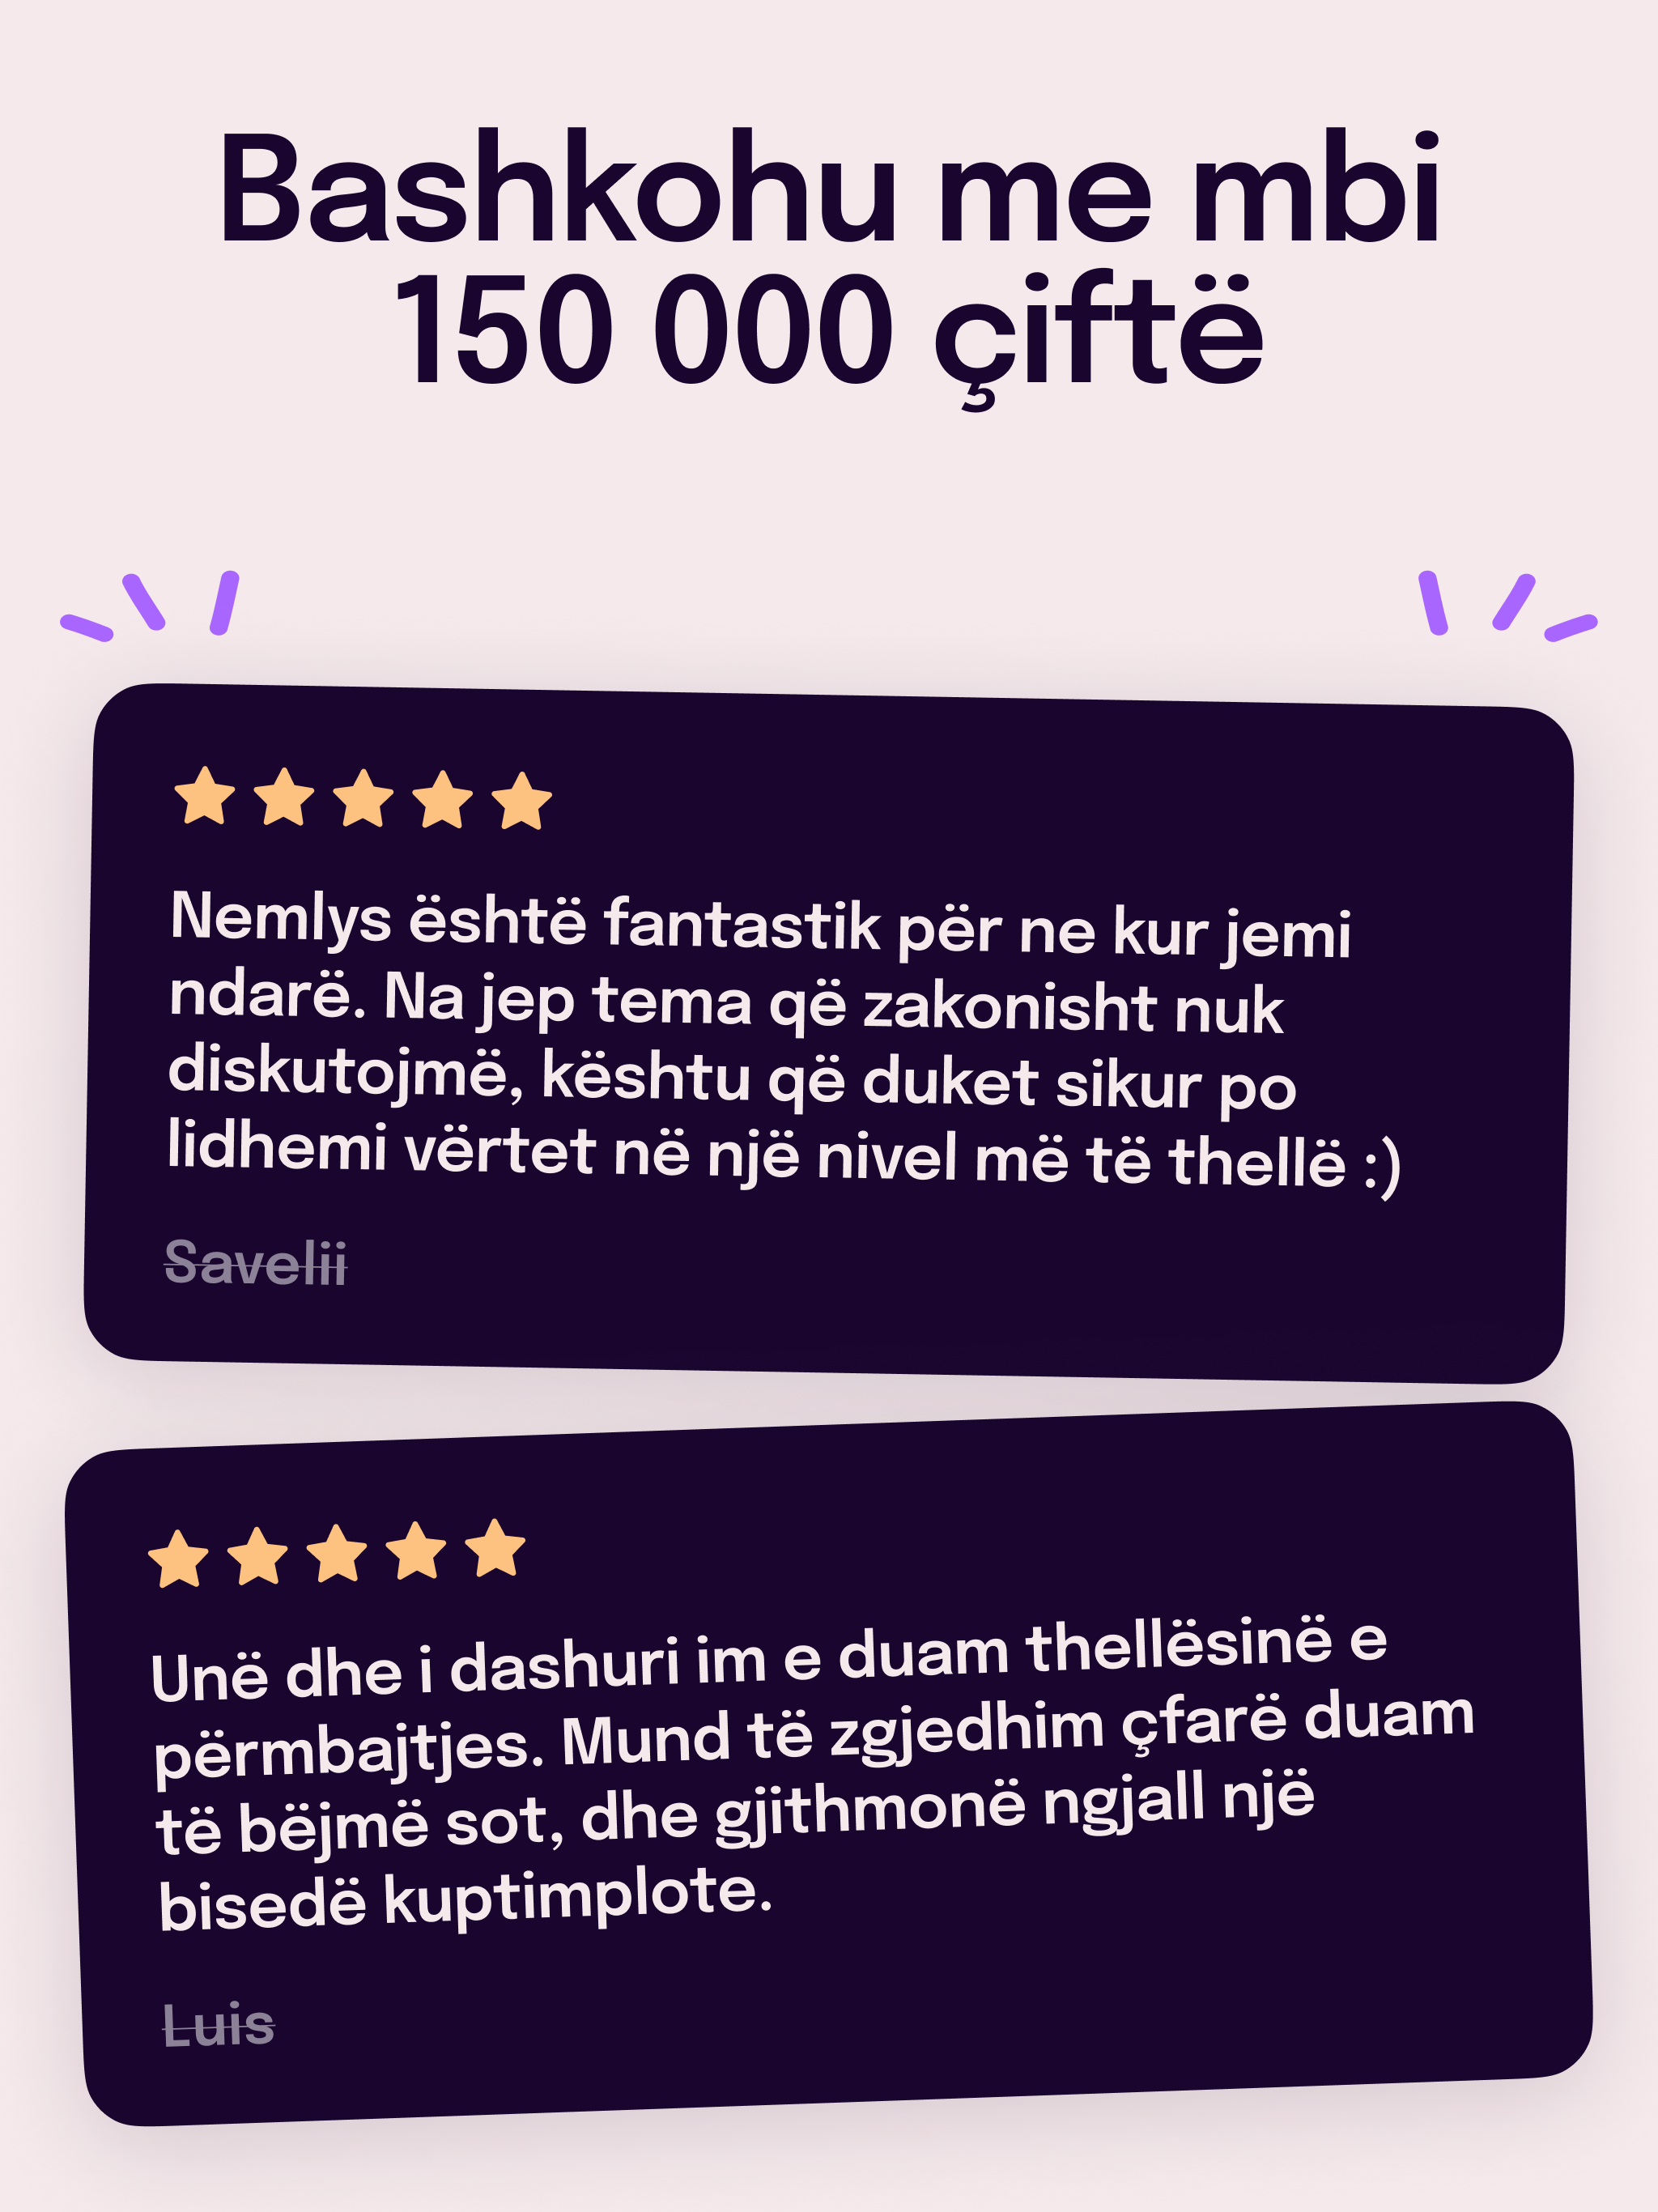 Bashkohu me mbi
150 000 çiftë
Nemlys është fantastik për ne kur jemi
ndarë. Na jep tema që zakonisht nuk
diskutojmë, kështu që duket sikur po
lidhemi vërtet në një nivel më të thellë :)
Savelii
Unë dhe i dashuri im e duam thellësinë e
përmbajtjes. Mund të zgjedhim çfarë duam
të bëjmë sot, dhe gjithmonë ngjall një
bisedë kuptimplote.
Luis